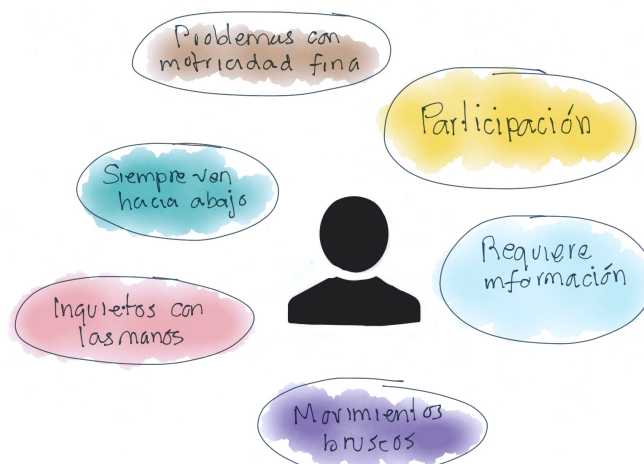 Problemas con
motricidad fina
Participación
Siempre ven
hacia abajo
Requiere
información
Inquietos con
las manos
Movimientos
bruscos